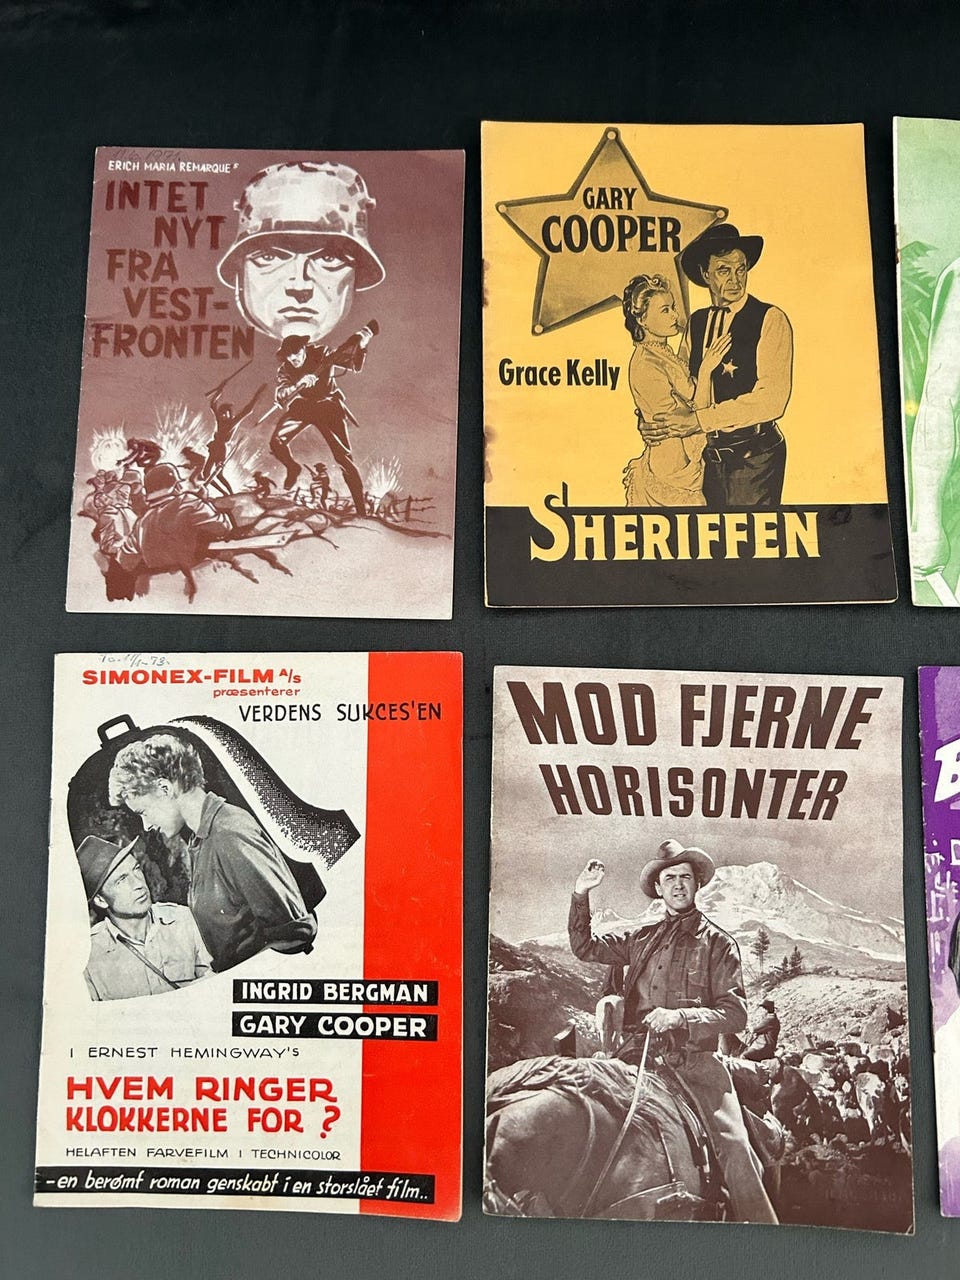 ERICH MARIA REMARQUE's
INTET
NYT
FRA
VEST-
FRONTEN
GARY
COOPER
Grace Kelly
SHERIFFEN
SIMONEX-FILM A/s
præsenterer
VERDENS SUKCES'EN
INGRID BERGMAN
GARY COOPER
I ERNEST HEMINGWAY's
HVEM RINGER
KLOKKERNE FOR ?
HELAFTEN FARVEFILM I TECHNICOLOR
-en berømt roman genskabt i en storslået film..
MOD FJERNE
HORISONTER